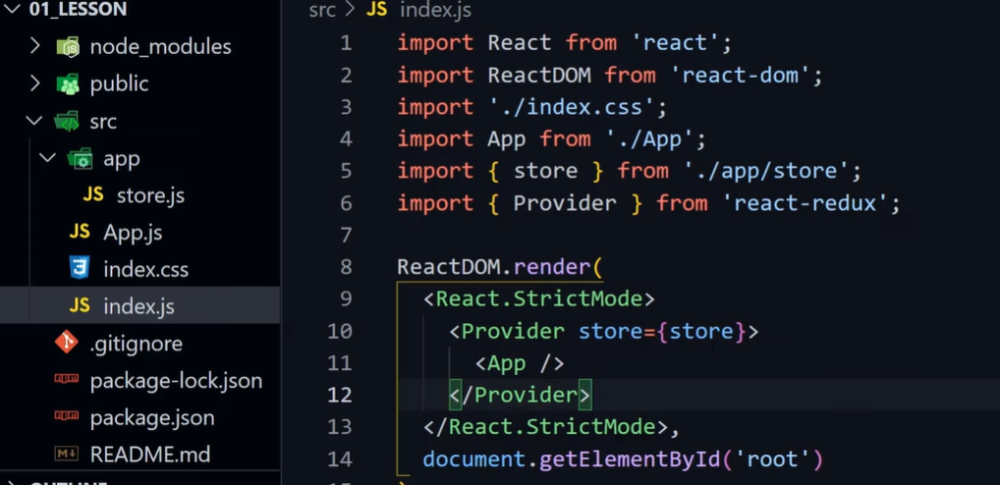 01_LESSON
node_modules
public
src
app
JS store.js
JS App.js
index.css
JS index.js
.gitignore
npm package-lock.json
npm package.json
M↓ README.md
OUTLINE
src > JS index.js
1 import React from 'react';
2 import ReactDOM from 'react-dom';
3 import './index.css';
4 import App from './App';
5 import { store } from './app/store';
6 import { Provider } from 'react-redux';
7
8 ReactDOM.render(
9 <React.StrictMode>
10 <Provider store={store}>
11 <App />
12 </Provider>
13 </React.StrictMode>,
14 document.getElementById('root')
15 )